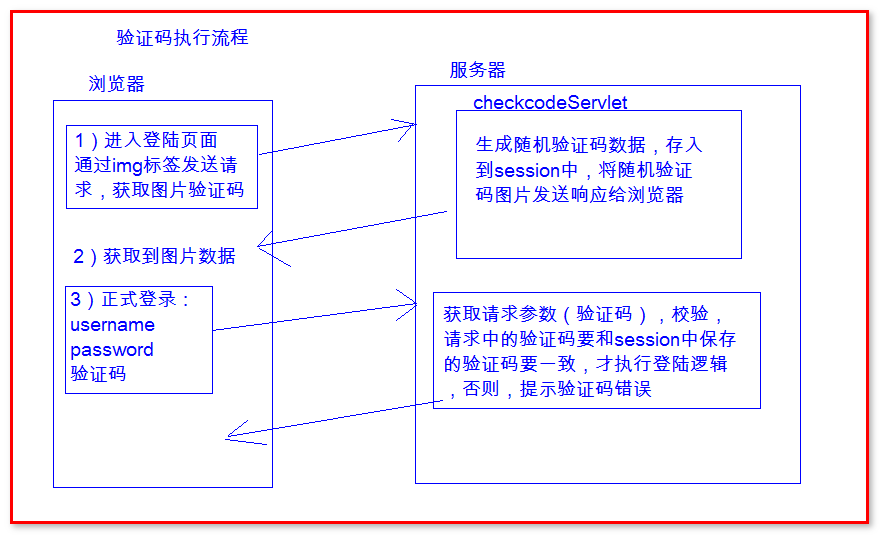 验证码执行流程
浏览器
服务器
checkcodeServlet
1）进入登陆页面
通过img标签发送请
求，获取图片验证码
生成随机验证码数据，存入
到session中，将随机验证
码图片发送响应给浏览器
2）获取到图片数据
3）正式登录：
username
password
验证码
获取请求参数（验证码），校验，
请求中的验证码要和session中保存
的验证码要一致，才执行登陆逻辑
，否则，提示验证码错误